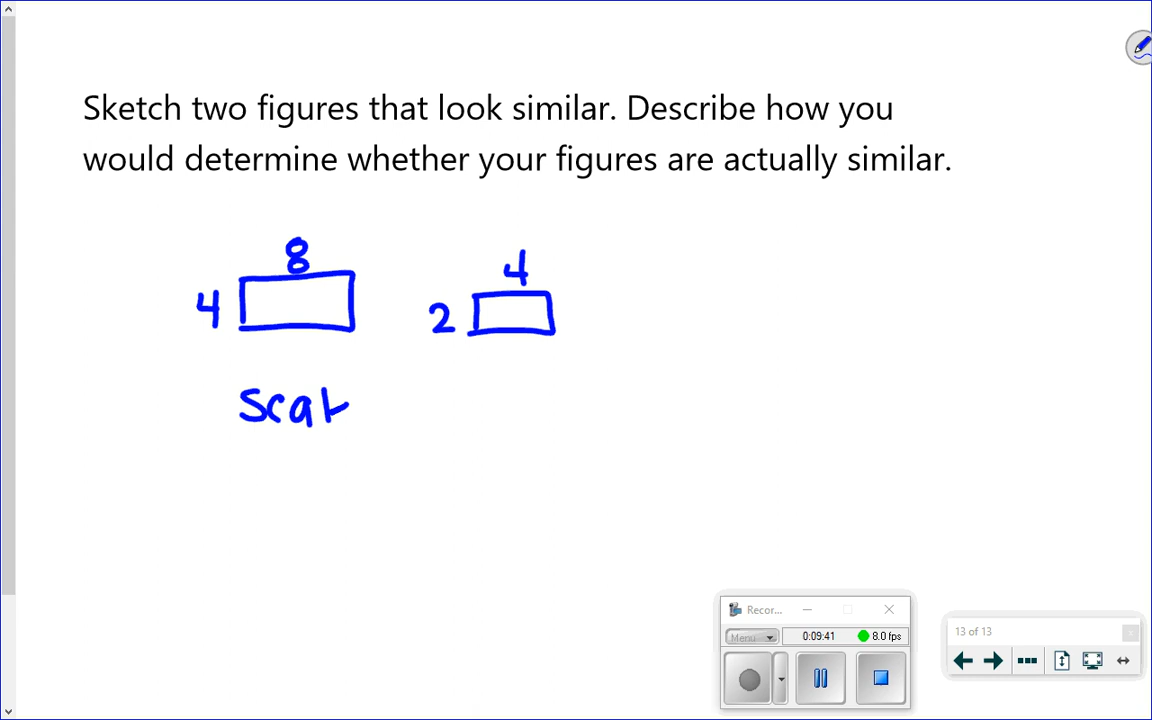 Sketch two figures that look similar. Describe how you
would determine whether your figures are actually similar.
8
4
4
2
scal
Recor...
Menu
0:09:41
8.0 fps
13 of 13